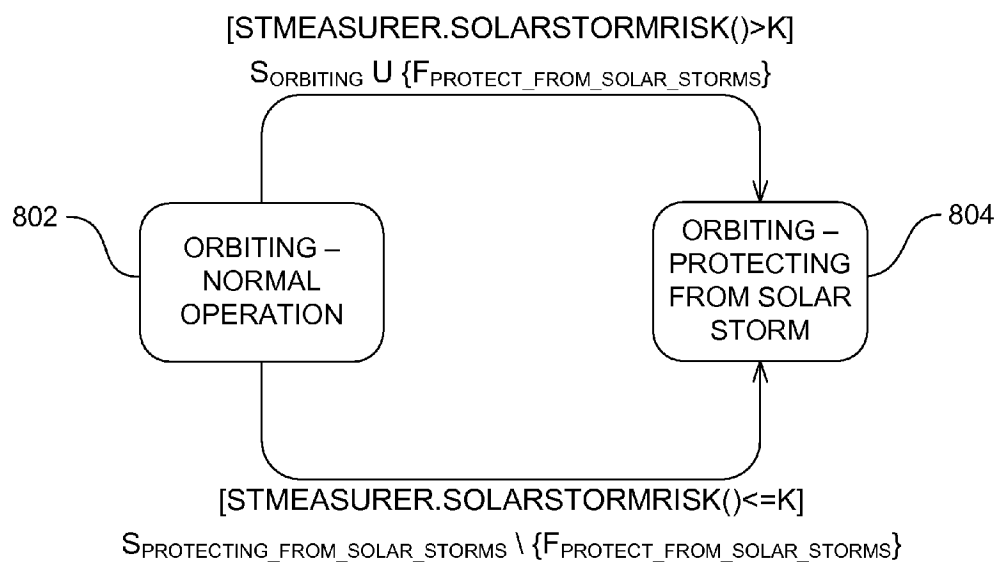 [STMEASURER.SOLARSTORMRISK()>K]
SORBITING U {FPROTECT_FROM_SOLAR_STORMS}
802
ORBITING –
NORMAL
OPERATION
ORBITING –
PROTECTING
FROM SOLAR
STORM
804
[STMEASURER.SOLARSTORMRISK()<=K]
SPROTECTING_FROM_SOLAR_STORMS \ {FPROTECT_FROM_SOLAR_STORMS}